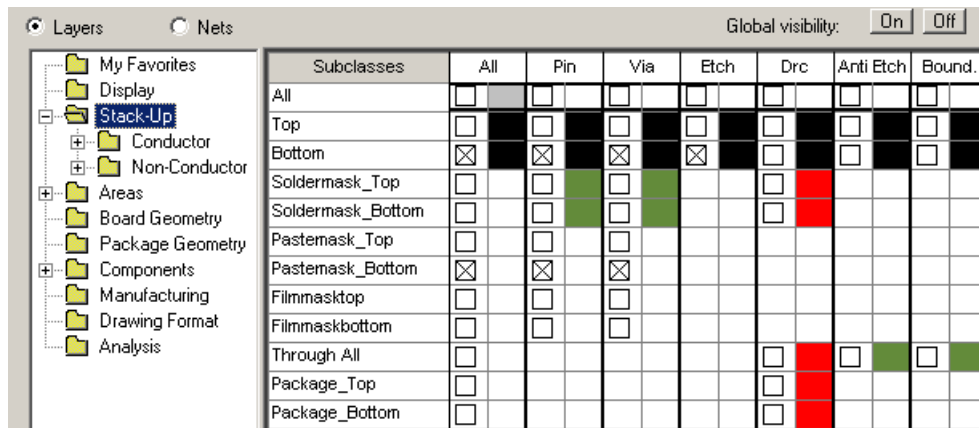 Layers Nets Global visibility: On Off
My Favorites
Display
Stack-Up
Conductor
Non-Conductor
Areas
Board Geometry
Package Geometry
Components
Manufacturing
Drawing Format
Analysis
Subclasses All Pin Via Etch Drc Anti Etch Bound.
All
Top
Bottom
Soldermask_Top
Soldermask_Bottom
Pastemask_Top
Pastemask_Bottom
Filmmasktop
Filmmaskbottom
Through All
Package_Top
Package_Bottom